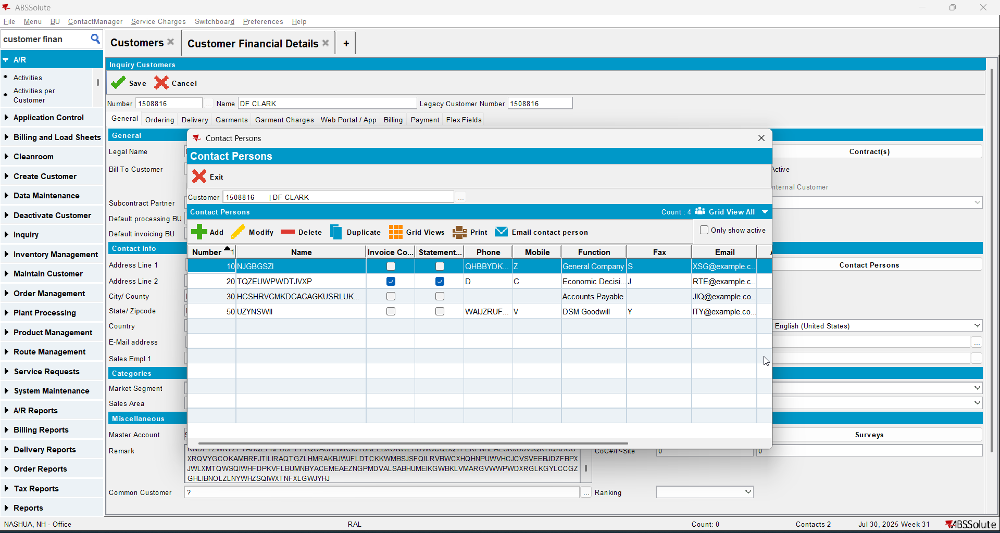 ABSSolute
File Menu BU ContactManager Service Charges Switchboard Preferences Help
customer finan
Customers
Customer Financial Details
+
A/R
Activities
Activities per
Customer
Application Control
Billing and Load Sheets
Cleanroom
Create Customer
Data Maintenance
Deactivate Customer
Inquiry
Inventory Management
Maintain Customer
Order Management
Plant Processing
Product Management
Route Management
Service Requests
System Maintenance
A/R Reports
Billing Reports
Delivery Reports
Order Reports
Tax Reports
Reports
Inquiry Customers
Save Cancel
Number 1508816 ... Name DF CLARK Legacy Customer Number 1508816
General Ordering Delivery Garments Garment Charges Web Portal / App Billing Payment Flex Fields
General
Legal Name
Contract(s)
Bill To Customer
Active
Internal Customer
Subcontract Partner
Default processing BU
Default invoicing BU
Contact info
Address Line 1
Contact Persons
Address Line 2
City/ County
State/ Zipcode
Country
English (United States)
E-Mail address
...
Sales Empl.1
...
Categories
Market Segment
Sales Area
Miscellaneous
Master Account
Surveys
Contact Persons
Contact Persons
Exit
Customer 1508816 | DF CLARK ...
Contact Persons Count : 4 Grid View All
Add Modify Delete Duplicate Grid Views Print Email contact person Only show active
Number 1 Name Invoice Co... Statement... Phone Mobile Function Fax Email
10 NJGBGSZI QHBBYDK... Z General Company S XSG@example.c...
20 TQZEUWPWDTJVXP D C Economic Decisi... J RTE@example.c...
30 HCSHRVCMKDCACAGKUSRLUK... Accounts Payable JIQ@example.co...
50 UZYNSWII WAIJZRUF... V DSM Goodwill Y ITY@example.co...
Remark
XRQVYGCOKAMBRFJTILIRAQTGZLHMRAKBJWJFLDTCKKWMBSJSFQILRVBWCXHQHNPUWVHCJCVSVEEBJDZFBPX
JWLXMTQWSQIWHFDPKVFLBUMNBYACEMEAEZNGPMDVALSABHUMEIKGWBKLVMARGVWWPWDXRGLKGYLCCGZ
GHLIBNOLZLNYWHZSQIWXTNFXLGWJYHJ
CoC#/P-Site 0 0
Common Customer ? ... Ranking
NASHUA, NH - Office RAL Count: 0 Contacts 2 Jul 30, 2025 Week 31 ABSSolute